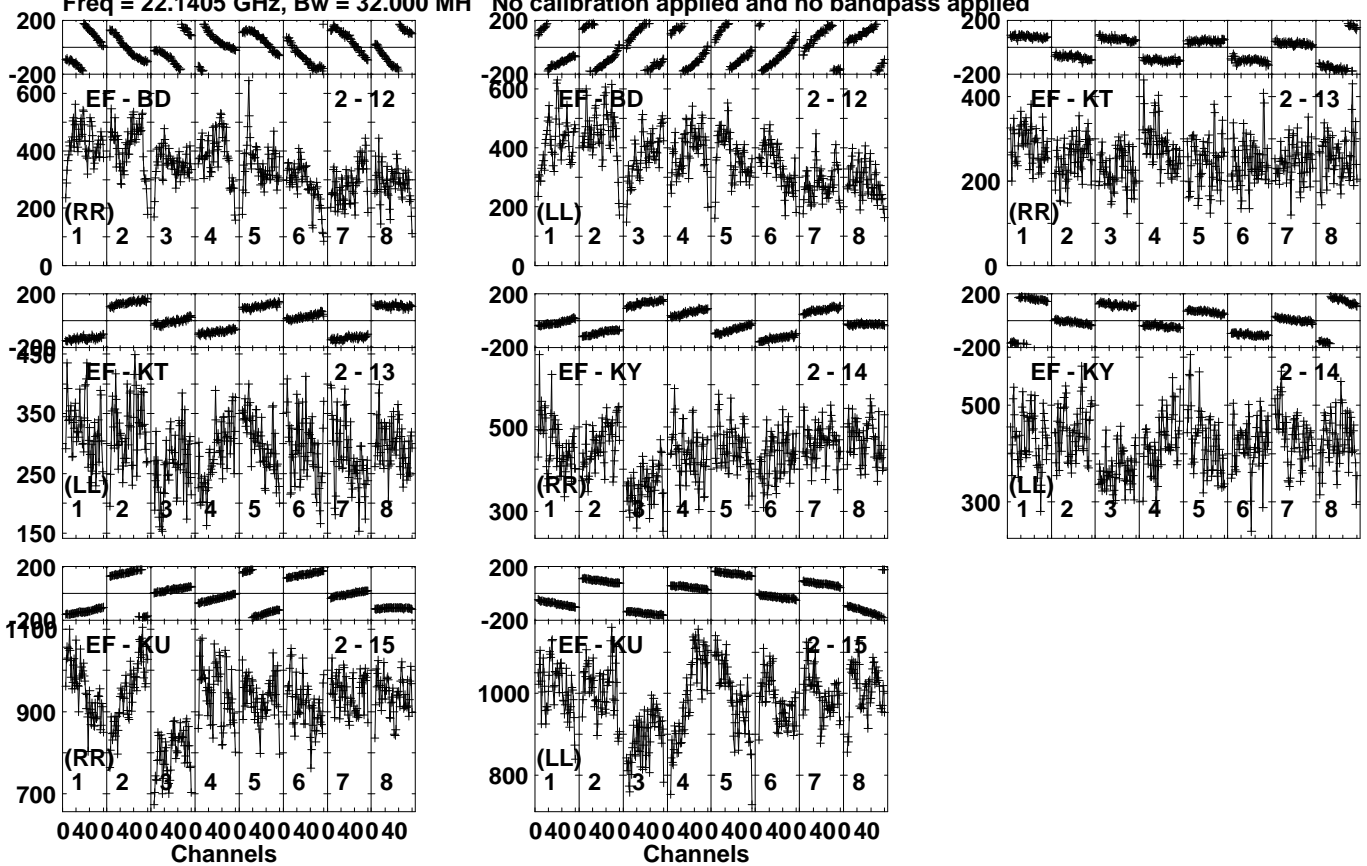 Freq = 22.1405 GHz, Bw = 32.000 MH No calibration applied and no bandpass applied
200
-200
600
400
200
0
EF - BD 2 - 12
(RR)
1 2 3 4 5 6 7 8
200
-200
600
400
200
0
EF - BD 2 - 12
(LL)
1 2 3 4 5 6 7 8
200
-200
400
200
0
EF - KT 2 - 13
(RR)
1 2 3 4 5 6 7 8
200
-200
450
350
250
150
EF - KT 2 - 13
(LL)
1 2 3 4 5 6 7 8
200
-200
500
300
EF - KY 2 - 14
(RR)
1 2 3 4 5 6 7 8
200
-200
500
300
EF - KY 2 - 14
(LL)
1 2 3 4 5 6 7 8
200
-200
1100
900
700
EF - KU 2 - 15
(RR)
1 2 3 4 5 6 7 8
0 40 0 40 0 40 0 40 0 40 0 40 0 40 0 40
Channels
200
-200
1000
800
EF - KU 2 - 15
(LL)
1 2 3 4 5 6 7 8
0 40 0 40 0 40 0 40 0 40 0 40 0 40 0 40
Channels